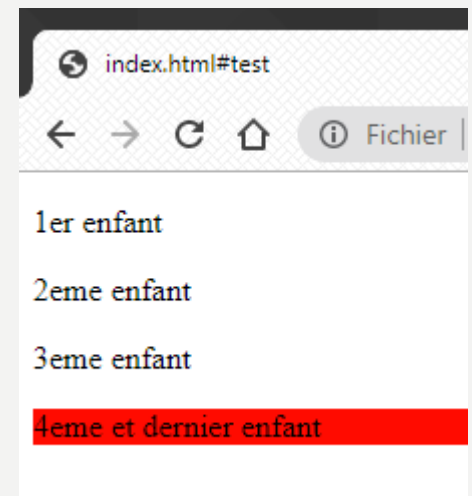 index.html#test
Fichier
1er enfant
2eme enfant
3eme enfant
4eme et dernier enfant